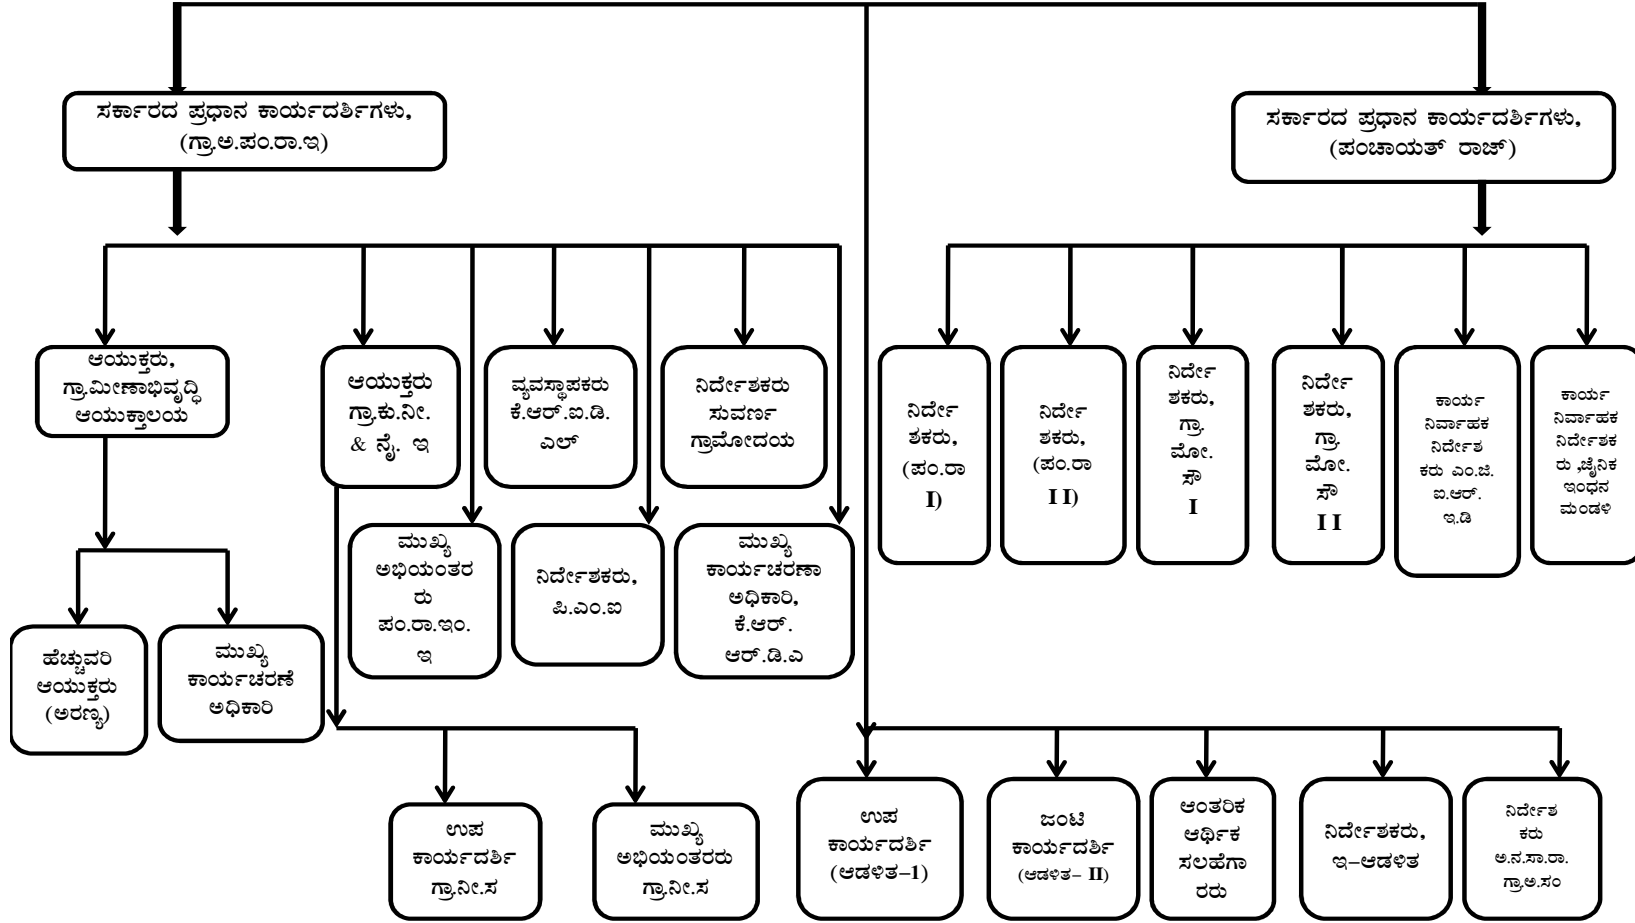 ಸರ್ಕಾರದ ಪ್ರಧಾನ ಕಾರ್ಯದರ್ಶಿಗಳು,
(ಗ್ರಾ.ಅ.ಪಂ.ರಾ.ಇ)
ಸರ್ಕಾರದ ಪ್ರಧಾನ ಕಾರ್ಯದರ್ಶಿಗಳು,
(ಪಂಚಾಯತ್ ರಾಜ್)
ಆಯುಕ್ತರು,
ಗ್ರಾ.ಮೀಣಾಭಿವೃದ್ಧಿ
ಆಯುಕ್ತಾಲಯ
ಆಯುಕ್ತರು
ಗ್ರಾ.ಕು.ನೀ.
& ನೈ. ಇ
ವ್ಯವಸ್ಥಾಪಕರು
ಕೆ.ಆರ್.ಐ.ಡಿ.
ಎಲ್
ನಿರ್ದೇಶಕರು
ಸುವರ್ಣ
ಗ್ರಾಮೋದಯ
ನಿರ್ದೇ
ಶಕರು,
(ಪಂ.ರಾ
I)
ನಿರ್ದೇ
ಶಕರು,
(ಪಂ.ರಾ
I I)
ನಿರ್ದೇ
ಶಕರು,
ಗ್ರಾ.
ಮೋ.
ಸೌ
I
ನಿರ್ದೇ
ಶಕರು,
ಗ್ರಾ.
ಮೋ.
ಸೌ
I I
ಕಾರ್ಯ
ನಿರ್ವಾಹಕ
ನಿರ್ದೇಶ
ಕರು ಎಂ.ಜಿ.
ಐ.ಆರ್.
ಇ.ಡಿ
ಕಾರ್ಯ
ನಿರ್ವಾಹಕ
ನಿರ್ದೇಶಕ
ರು ,ಜೈನಿಕ
ಇಂಧನ
ಮಂಡಳಿ
ಮುಖ್ಯ
ಅಭಿಯಂತರ
ರು
ಪಂ.ರಾ.ಇಂ.
ಇ
ನಿರ್ದೇಶಕರು,
ಪಿ.ಎಂ.ಐ
ಮುಖ್ಯ
ಕಾರ್ಯಚರಣಾ
ಅಧಿಕಾರಿ,
ಕೆ.ಆರ್.
ಆರ್.ಡಿ.ಎ
ಹೆಚ್ಚುವರಿ
ಆಯುಕ್ತರು
(ಅರಣ್ಯ)
ಮುಖ್ಯ
ಕಾರ್ಯಚರಣೆ
ಅಧಿಕಾರಿ
ಉಪ
ಕಾರ್ಯದರ್ಶಿ
ಗ್ರಾ.ನೀ.ಸ
ಮುಖ್ಯ
ಅಭಿಯಂತರರು
ಗ್ರಾ.ನೀ.ಸ
ಉಪ
ಕಾರ್ಯದರ್ಶಿ
(ಆಡಳಿತ–1)
ಜಂಟಿ
ಕಾರ್ಯದರ್ಶಿ
(ಆಡಳಿತ– II)
ಆಂತರಿಕ
ಆರ್ಥಿಕ
ಸಲಹೆಗಾ
ರರು
ನಿರ್ದೇಶಕರು,
ಇ–ಆಡಳಿತ
ನಿರ್ದೇಶ
ಕರು
ಅ.ನ.ಸಾ.ರಾ.
ಗ್ರಾ.ಅ.ಸಂ